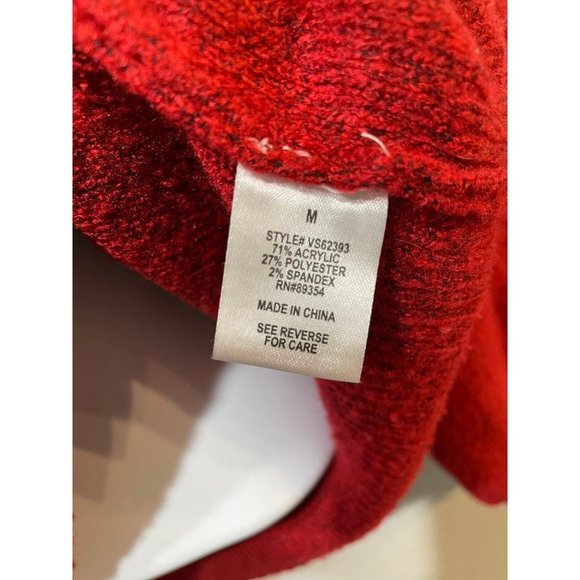 M
STYLE# VS62393
71% ACRYLIC
27% POLYESTER
2% SPANDEX
RN#89354
MADE IN CHINA
SEE REVERSE
FOR CARE